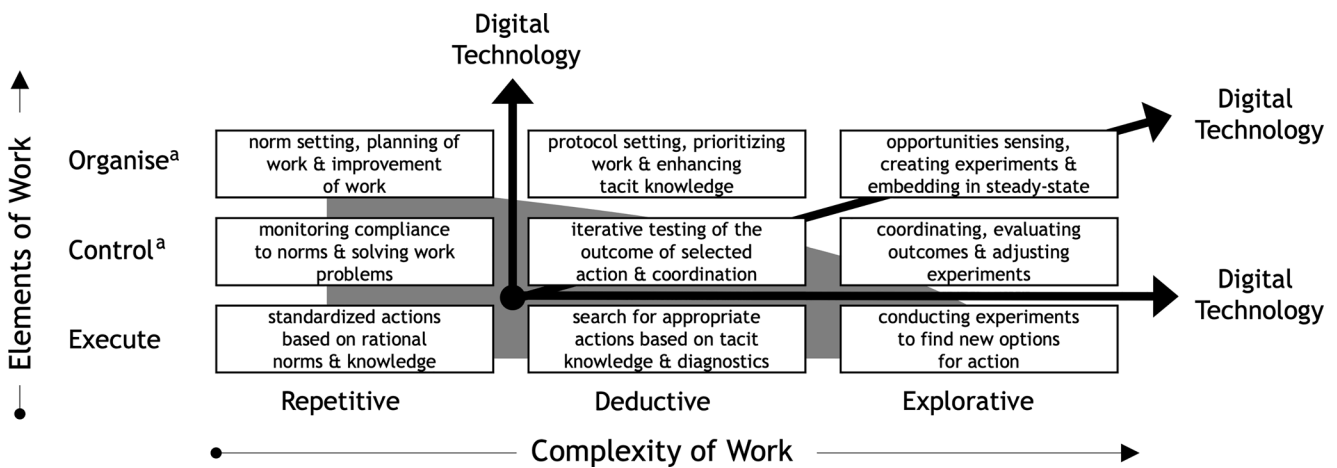 Digital
Technology
Digital
Technology
Elements of Work
Organiseª
norm setting, planning of
work & improvement
of work
protocol setting, prioritizing
work & enhancing
tacit knowledge
opportunities sensing,
creating experiments &
embedding in steady-state
Controlª
monitoring compliance
to norms & solving work
problems
iterative testing of the
outcome of selected
action & coordination
coordinating, evaluating
outcomes & adjusting
experiments
Digital
Technology
Execute
standardized actions
based on rational
norms & knowledge
search for appropriate
actions based on tacit
knowledge & diagnostics
conducting experiments
to find new options
for action
Repetitive
Deductive
Explorative
Complexity of Work